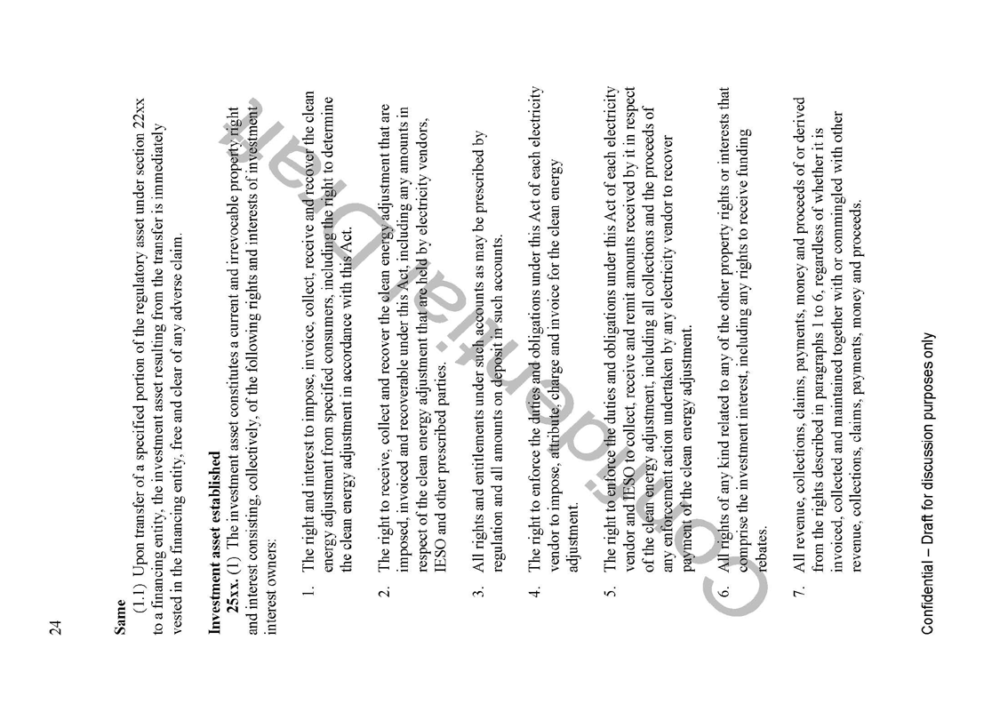 24
Same
(1.1) Upon transfer of a specified portion of the regulatory asset under section 22xx
to a financing entity, the investment asset resulting from the transfer is immediately
vested in the financing entity, free and clear of any adverse claim.
Investment asset established
25xx. (1) The investment asset constitutes a current and irrevocable property right
and interest consisting, collectively, of the following rights and interests of investment
interest owners:
1. The right and interest to impose, invoice, collect, receive and recover the clean
energy adjustment from specified consumers, including the right to determine
the clean energy adjustment in accordance with this Act.
2. The right to receive, collect and recover the clean energy adjustment that are
imposed, invoiced and recoverable under this Act, including any amounts in
respect of the clean energy adjustment that are held by electricity vendors,
IESO and other prescribed parties.
3. All rights and entitlements under such accounts as may be prescribed by
regulation and all amounts on deposit in such accounts.
4. The right to enforce the duties and obligations under this Act of each electricity
vendor to impose, attribute, charge and invoice for the clean energy
adjustment.
5. The right to enforce the duties and obligations under this Act of each electricity
vendor and IESO to collect, receive and remit amounts received by it in respect
of the clean energy adjustment, including all collections and the proceeds of
any enforcement action undertaken by any electricity vendor to recover
payment of the clean energy adjustment.
6. All rights of any kind related to any of the other property rights or interests that
comprise the investment interest, including any rights to receive funding
rebates.
7. All revenue, collections, claims, payments, money and proceeds of or derived
from the rights described in paragraphs 1 to 6, regardless of whether it is
invoiced, collected and maintained together with or commingled with other
revenue, collections, claims, payments, money and proceeds.
Confidential Draft
Confidential – Draft for discussion purposes only